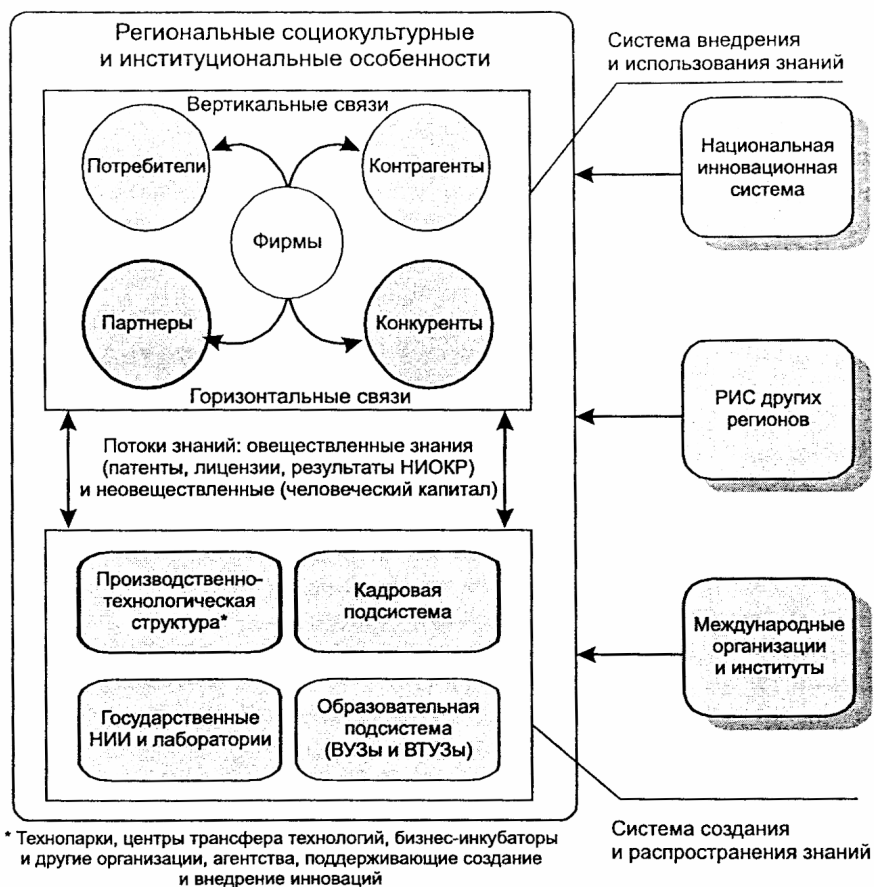 Региональные социокультурные
и институциональные особенности
Вертикальные связи
Потребители
Контрагенты
Фирмы
Партнеры
Конкуренты
Горизонтальные связи
Потоки знаний: овеществленные знания
(патенты, лицензии, результаты НИОКР)
и неовеществленные (человеческий капитал)
Производственно-
технологическая
структура*
Кадровая
подсистема
Государственные
НИИ и лаборатории
Образовательная
подсистема
(ВУЗы и ВТУЗы)
* Технопарки, центры трансфера технологий, бизнес-инкубаторы
и другие организации, агентства, поддерживающие создание
и внедрение инноваций
Система внедрения
и использования знаний
Национальная
инновационная
система
РИС других
регионов
Международные
организации
и институты
Система создания
и распространения знаний